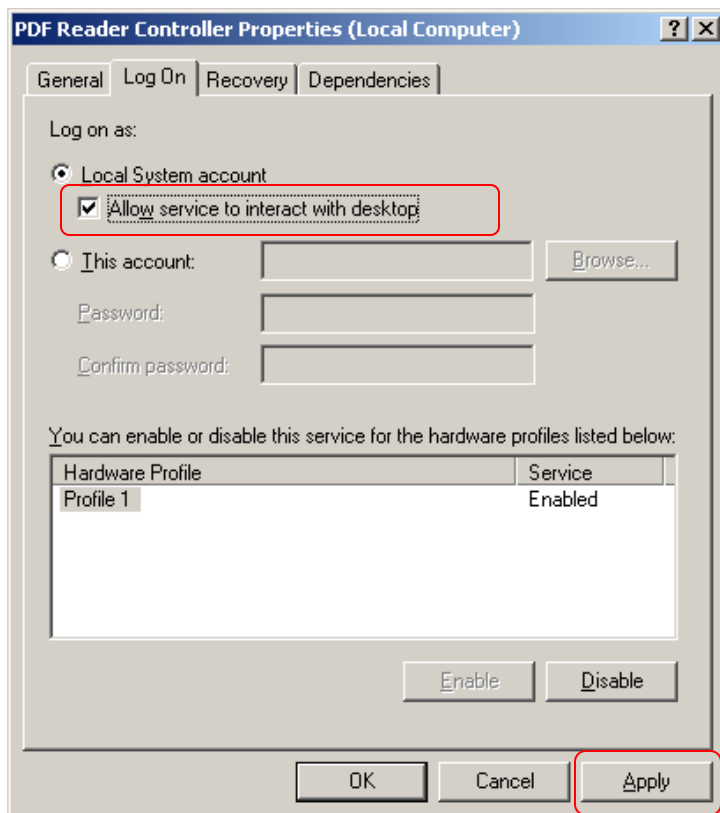 PDF Reader Controller Properties (Local Computer)
General Log On Recovery Dependencies
Log on as:
Local System account
Allow service to interact with desktop
This account: Browse...
Password:
Confirm password:
You can enable or disable this service for the hardware profiles listed below:
Hardware Profile Service
Profile 1 Enabled
Enable Disable
OK Cancel Apply